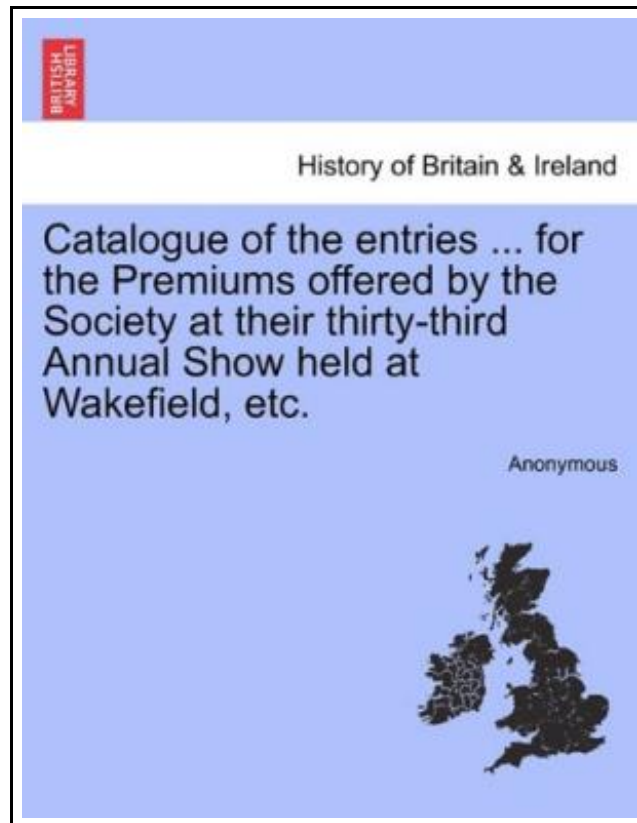 BRITISH
LIBRARY
History of Britain & Ireland
Catalogue of the entries ... for
the Premiums offered by the
Society at their thirty-third
Annual Show held at
Wakefield, etc.
Anonymous